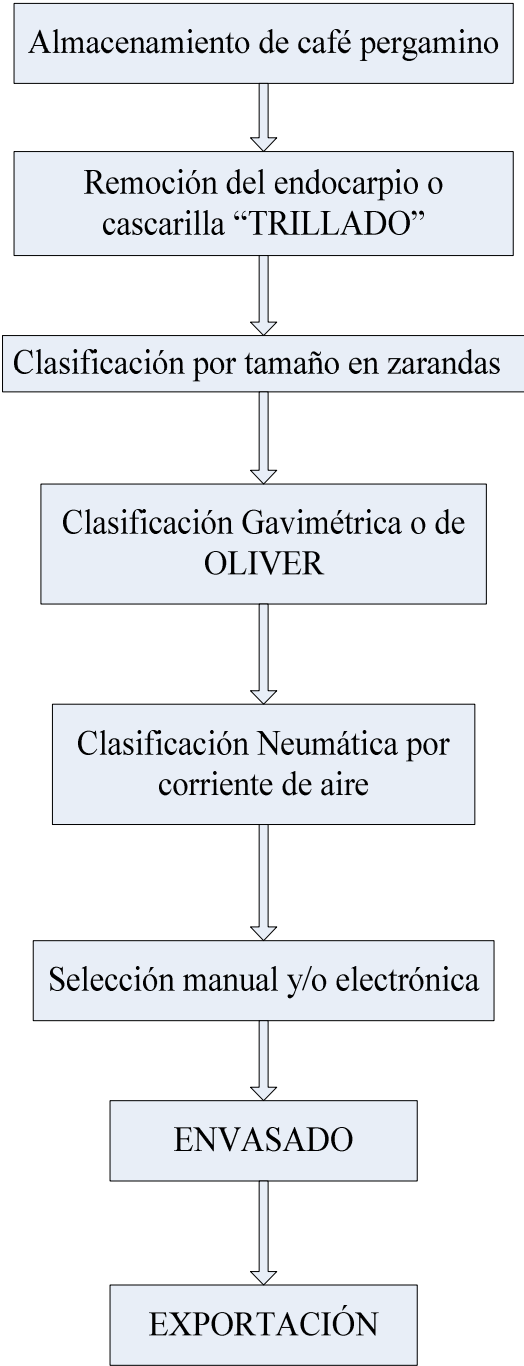 Almacenamiento de café pergamino
Remoción del endocarpio o
cascarilla “TRILLADO”
Clasificación por tamaño en zarandas
Clasificación Gavimétrica o de
OLIVER
Clasificación Neumática por
corriente de aire
Selección manual y/o electrónica
ENVASADO
EXPORTACIÓN